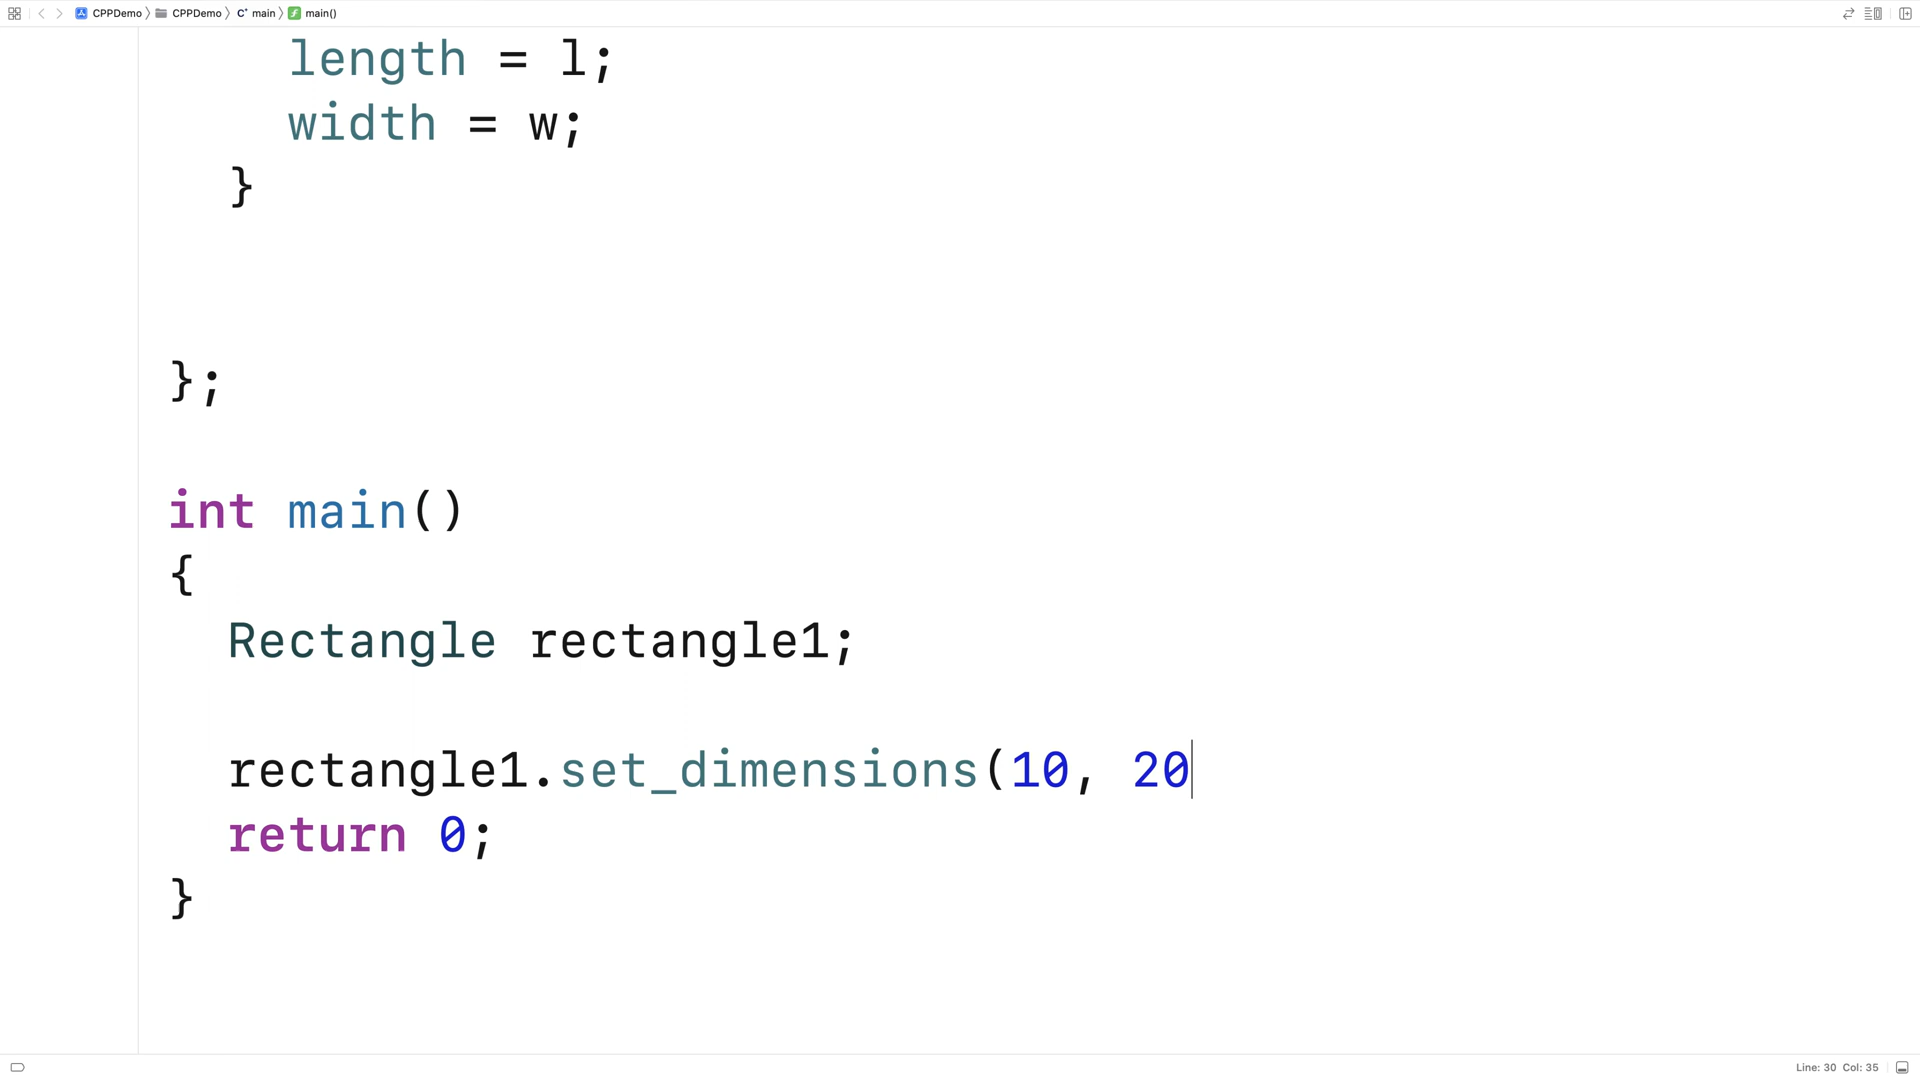 CPPDemo 〉 CPPDemo 〉 C+ main 〉 f main()
length = l;
width = w;
}
};
int main()
{
Rectangle rectangle1;
rectangle1.set_dimensions(10, 20
return 0;
}
Line: 30 Col: 35